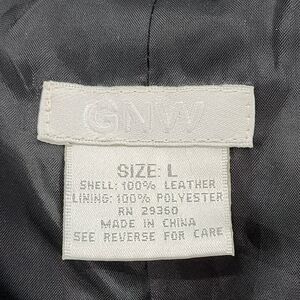 GNW
SIZE: L
SHELL: 100% LEATHER
LINING: 100% POLYESTER
RN 29360
MADE IN CHINA
SEE REVERSE FOR CARE